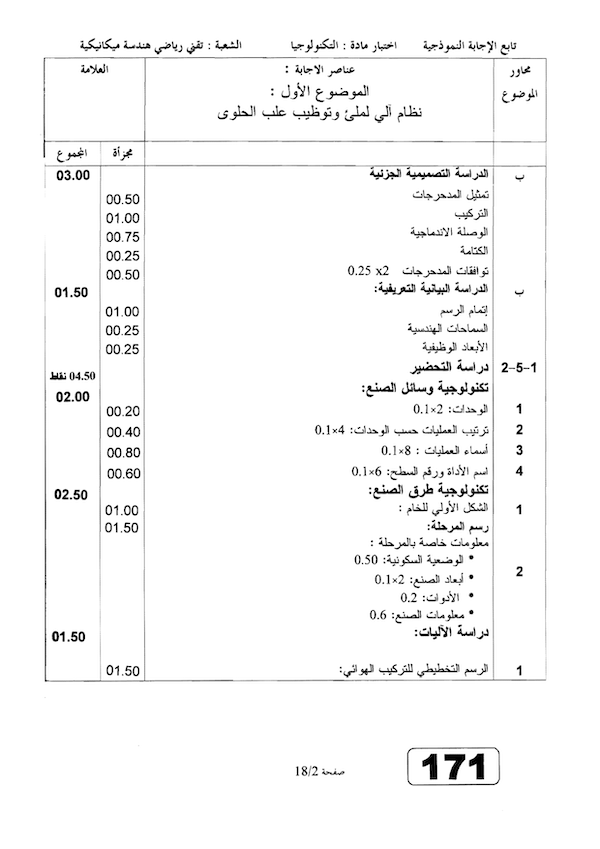 تابع الإجابة النموذجية اختبار مادة : التكنولوجيا الشعبة : تقني رياضي هندسة ميكانيكية
محاور الموضوع عناصر الاجابة : العلامة
الموضوع الأول :
نظام آلي لملئ وتوظيب علب الحلوى
مجزأة المجموع
ب الدراسة التصميمية الجزئية 03.00
تمثيل المدحرجات 00.50
التركيب 01.00
الوصلة الاندماجية 00.75
الكتامة 00.25
توافقات المدحرجات 0.25 x2 00.50
ب الدراسة البيانية التعريفية: 01.50
إتمام الرسم 01.00
السماحات الهندسية 00.25
الأبعاد الوظيفية 00.25
2-5-1 دراسة التحضير 04.50 نقاط
تكنولوجية وسائل الصنع: 02.00
1 الوحدات: 2×0.1 00.20
2 ترتيب العمليات حسب الوحدات: 4×0.1 00.40
3 أسماء العمليات : 8×0.1 00.80
4 اسم الأداة ورقم السطح: 6×0.1 00.60
تكنولوجية طرق الصنع: 02.50
1 الشكل الأولي للخام : 01.00
رسم المرحلة: 01.50
معلومات خاصة بالمرحلة :
• الوضعية السكونية: 0.50
2 • أبعاد الصنع: 2×0.1
• الأدوات: 0.2
• معلومات الصنع: 0.6
دراسة الآليات: 01.50
1 الرسم التخطيطي للتركيب الهوائي: 01.50
صفحة 18/2
171